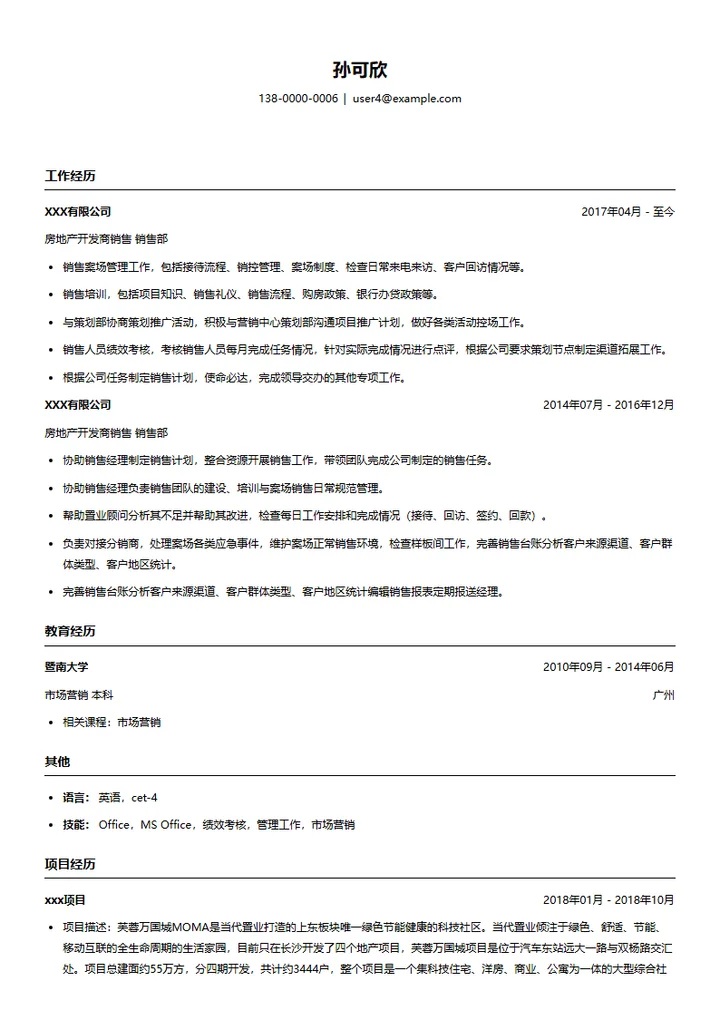 孙可欣
138-0000-0006 | user4@example.com
工作经历
XXX有限公司 2017年04月 - 至今
房地产开发商销售 销售部
• 销售案场管理工作，包括接待流程、销控管理、案场制度、检查日常来电来访、客户回访情况等。
• 销售培训，包括项目知识、销售礼仪、销售流程、购房政策、银行办贷政策等。
• 与策划部协商策划推广活动，积极与营销中心策划部沟通项目推广计划，做好各类活动控场工作。
• 销售人员绩效考核，考核销售人员每月完成任务情况，针对实际完成情况进行点评，根据公司要求策划节点制定渠道拓展工作。
• 根据公司任务制定销售计划，使命必达，完成领导交办的其他专项工作。
XXX有限公司 2014年07月 - 2016年12月
房地产开发商销售 销售部
• 协助销售经理制定销售计划，整合资源开展销售工作，带领团队完成公司制定的销售任务。
• 协助销售经理负责销售团队的建设、培训与案场销售日常规范管理。
• 帮助置业顾问分析其不足并帮助其改进，检查每日工作安排和完成情况（接待、回访、签约、回款）。
• 负责对接分销商，处理案场各类应急事件，维护案场正常销售环境，检查样板间工作，完善销售台账分析客户来源渠道、客户群
体类型、客户地区统计。
• 完善销售台账分析客户来源渠道、客户群体类型、客户地区统计编辑销售报表定期报送经理。
教育经历
暨南大学 2010年09月 - 2014年06月
市场营销 本科 广州
• 相关课程：市场营销
其他
• 语言： 英语，cet-4
• 技能： Office，MS Office，绩效考核，管理工作，市场营销
项目经历
xxx项目 2018年01月 - 2018年10月
• 项目描述：芙蓉万国城MOMA是当代置业打造的上东板块唯一绿色节能健康的科技社区。当代置业倾注于绿色、舒适、节能、
移动互联的全生命周期的生活家园，目前只在长沙开发了四个地产项目，芙蓉万国城项目是位于汽车东站远大一路与双杨路交汇
处。项目总建面约55万方，分四期开发，共计约3444户，整个项目是一个集科技住宅、洋房、商业、公寓为一体的大型综合社